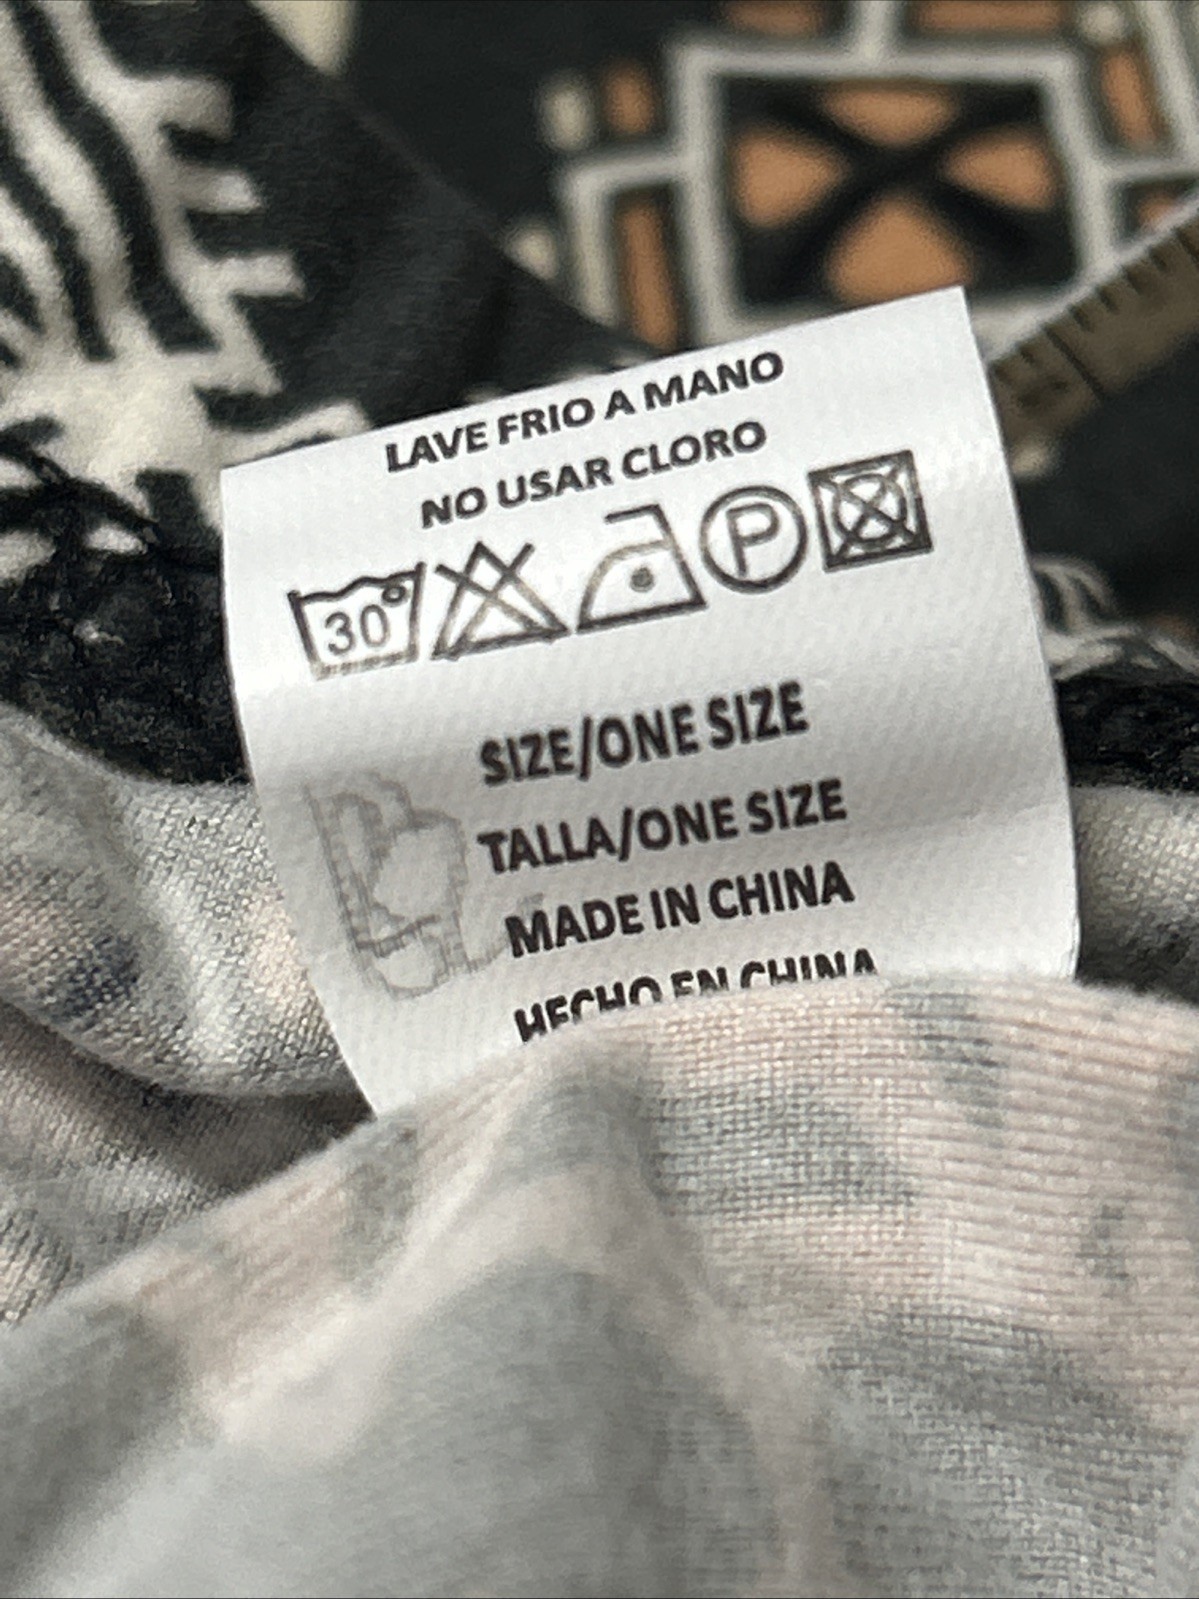 LAVE FRIO A MANO
NO USAR CLORO
30°
P
SIZE/ONE SIZE
TALLA/ONE SIZE
MADE IN CHINA
HECHO EN CHINA